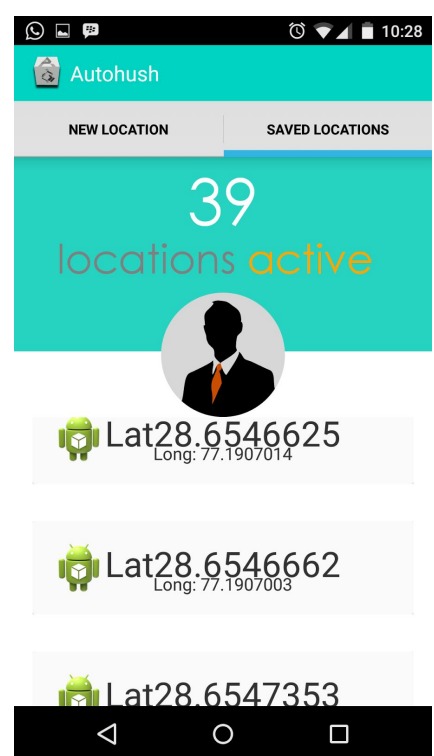 10:28
Autohush
NEW LOCATION SAVED LOCATIONS
39
locations active
Lat28.6546625
Long: 77.1907014
Lat28.6546662
Long: 77.1907003
Lat28.6547353